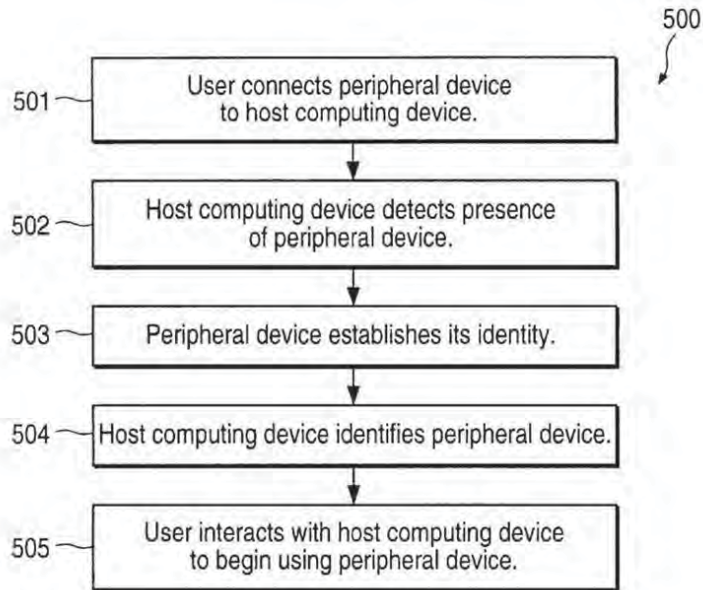 500
501
User connects peripheral device
to host computing device.
502
Host computing device detects presence
of peripheral device.
503
Peripheral device establishes its identity.
504
Host computing device identifies peripheral device.
505
User interacts with host computing device
to begin using peripheral device.